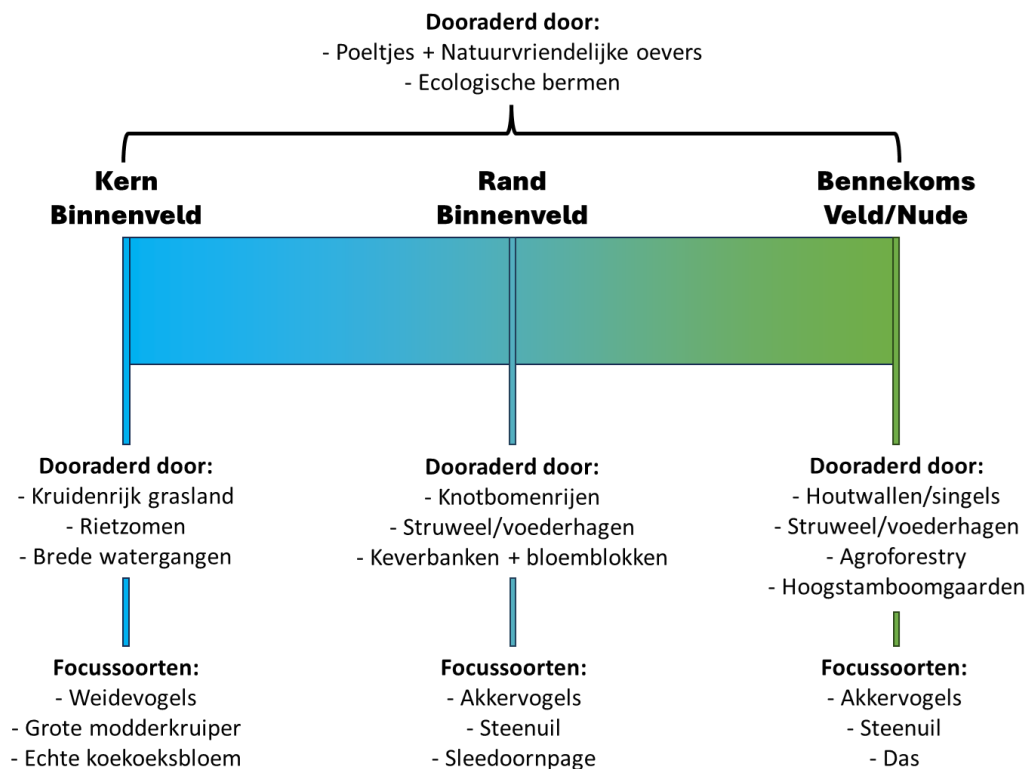 Dooraderd door:
- Poeltjes + Natuurvriendelijke oevers
- Ecologische bermen
Kern
Binnenveld
Rand
Binnenveld
Bennekoms
Veld/Nude
Dooraderd door:
- Kruidenrijk grasland
- Rietzomen
- Brede watergangen
Dooraderd door:
- Knotbomenrijen
- Struweel/voederhagen
- Keverbanken + bloemblokken
Dooraderd door:
- Houtwallen/singels
- Struweel/voederhagen
- Agroforestry
- Hoogstamboomgaarden
Focussoorten:
- Weidevogels
- Grote modderkruiper
- Echte koekoeksbloem
Focussoorten:
- Akkervogels
- Steenuil
- Sleedoornpage
Focussoorten:
- Akkervogels
- Steenuil
- Das